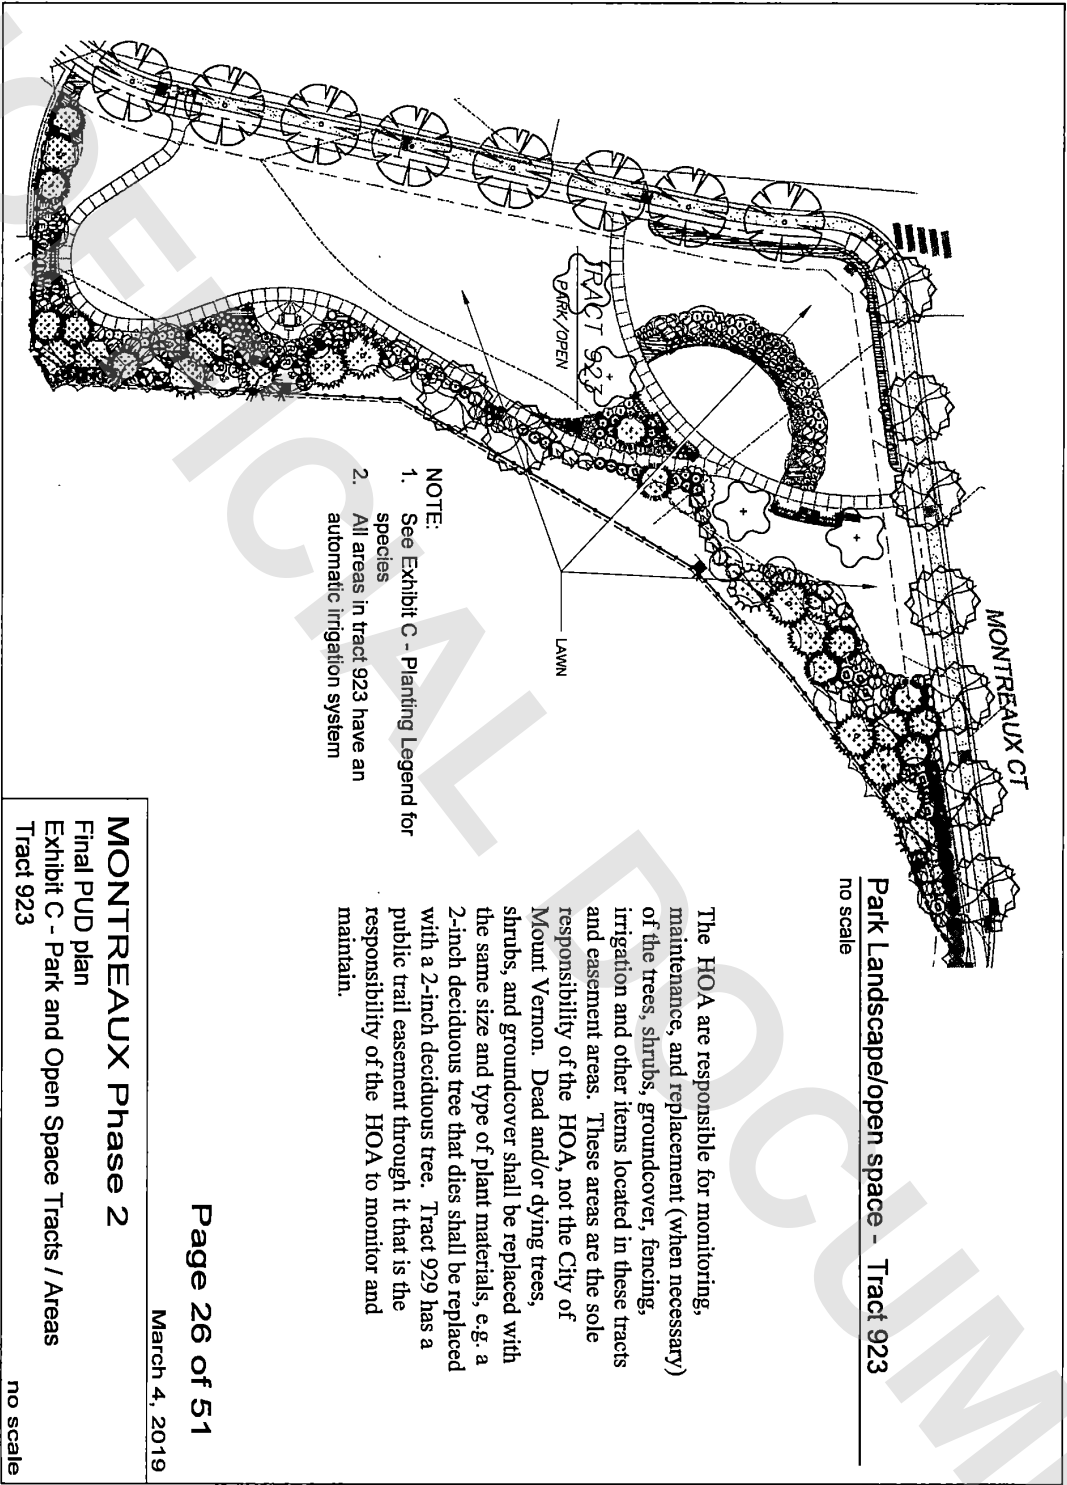 MONTREAUX CT
TRACT 923
PARK/OPEN
LAWN
NOTE:
1. See Exhibit C - Planting Legend for
species
2. All areas in tract 923 have an
automatic irrigation system
Park Landscape/open space - Tract 923
no scale
The HOA are responsible for monitoring,
maintenance, and replacement (when necessary)
of the trees, shrubs, groundcover, fencing,
irrigation and other items located in these tracts
and easement areas. These areas are the sole
responsibility of the HOA, not the City of
Mount Vernon. Dead and/or dying trees,
shrubs, and groundcover shall be replaced with
the same size and type of plant materials, e.g. a
2-inch deciduous tree that dies shall be replaced
with a 2-inch deciduous tree. Tract 929 has a
public trail easement through it that is the
responsibility of the HOA to monitor and
maintain.
Page 26 of 51
March 4, 2019
MONTREAUX Phase 2
Final PUD plan
Exhibit C - Park and Open Space Tracts / Areas
Tract 923
no scale
OFFICIAL DOCUM